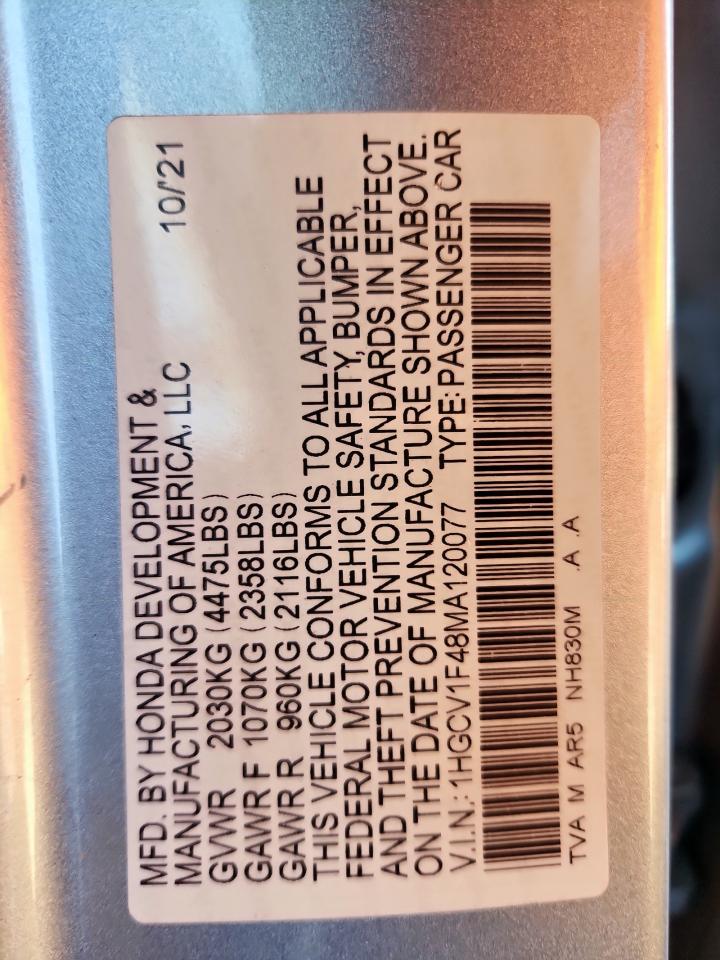 MFD. BY HONDA DEVELOPMENT &
MANUFACTURING OF AMERICA, LLC 10/'21
GVWR 2030KG (4475LBS)
GAWR F 1070KG (2358LBS)
GAWR R 960KG (2116LBS)
THIS VEHICLE CONFORMS TO ALL APPLICABLE
FEDERAL MOTOR VEHICLE SAFETY, BUMPER,
AND THEFT PREVENTION STANDARDS IN EFFECT
ON THE DATE OF MANUFACTURE SHOWN ABOVE.
V.I.N.: 1HGCV1F48MA120077 TYPE: PASSENGER CAR
TVA M AR5 NH830M .A .A